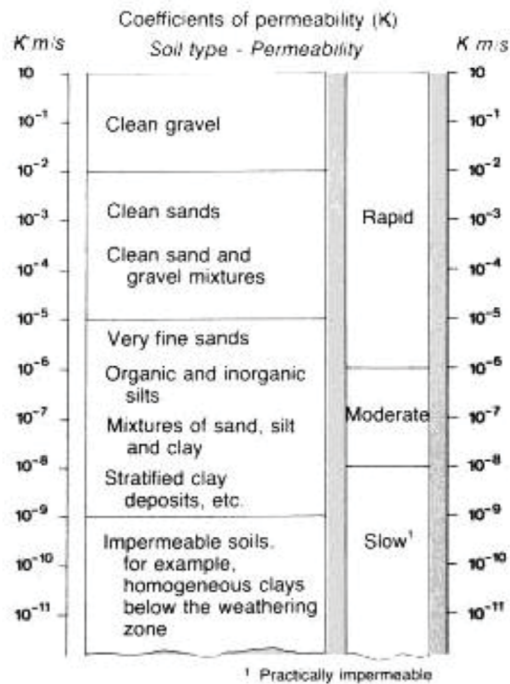 Coefficients of permeability (K)
K m/s
Soil type - Permeability
K m/s
10
10
10⁻¹
Clean gravel
10⁻¹
10⁻²
10⁻²
Clean sands
10⁻³
Rapid
10⁻³
Clean sand and
gravel mixtures
10⁻⁴
10⁻⁴
10⁻⁵
10⁻⁵
Very fine sands
10⁻⁶
10⁻⁶
Organic and inorganic
silts
10⁻⁷
Mixtures of sand, silt
and clay
Moderate
10⁻⁷
10⁻⁸
10⁻⁸
Stratified clay
deposits, etc.
10⁻⁹
10⁻⁹
Impermeable soils.
for example,
homogeneous clays
below the weathering
zone
Slow¹
10⁻¹⁰
10⁻¹⁰
10⁻¹¹
10⁻¹¹
¹ Practically impermeable